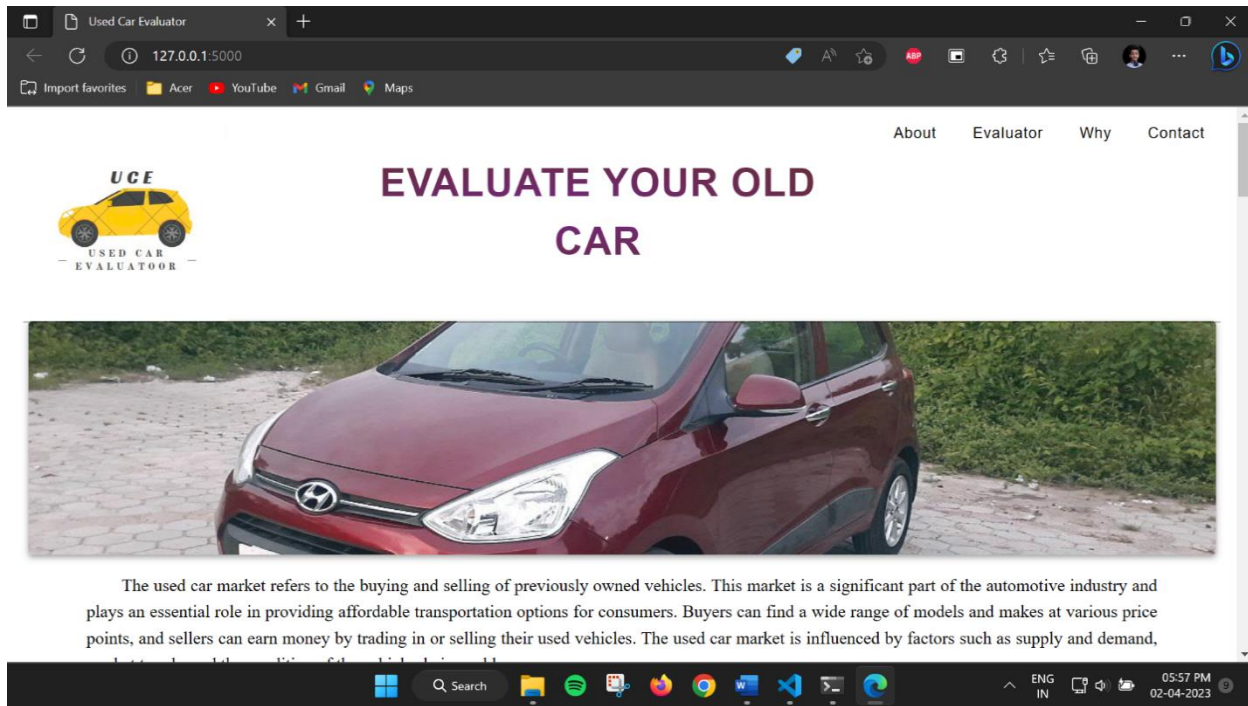 Used Car Evaluator
127.0.0.1:5000
ABP
Import favorites Acer YouTube Gmail Maps
About Evaluator Why Contact
UCE
USED CAR
EVALUATOOR
EVALUATE YOUR OLD
CAR
The used car market refers to the buying and selling of previously owned vehicles. This market is a significant part of the automotive industry and
plays an essential role in providing affordable transportation options for consumers. Buyers can find a wide range of models and makes at various price
points, and sellers can earn money by trading in or selling their used vehicles. The used car market is influenced by factors such as supply and demand,
Search
ENG
IN
05:57 PM
02-04-2023
9